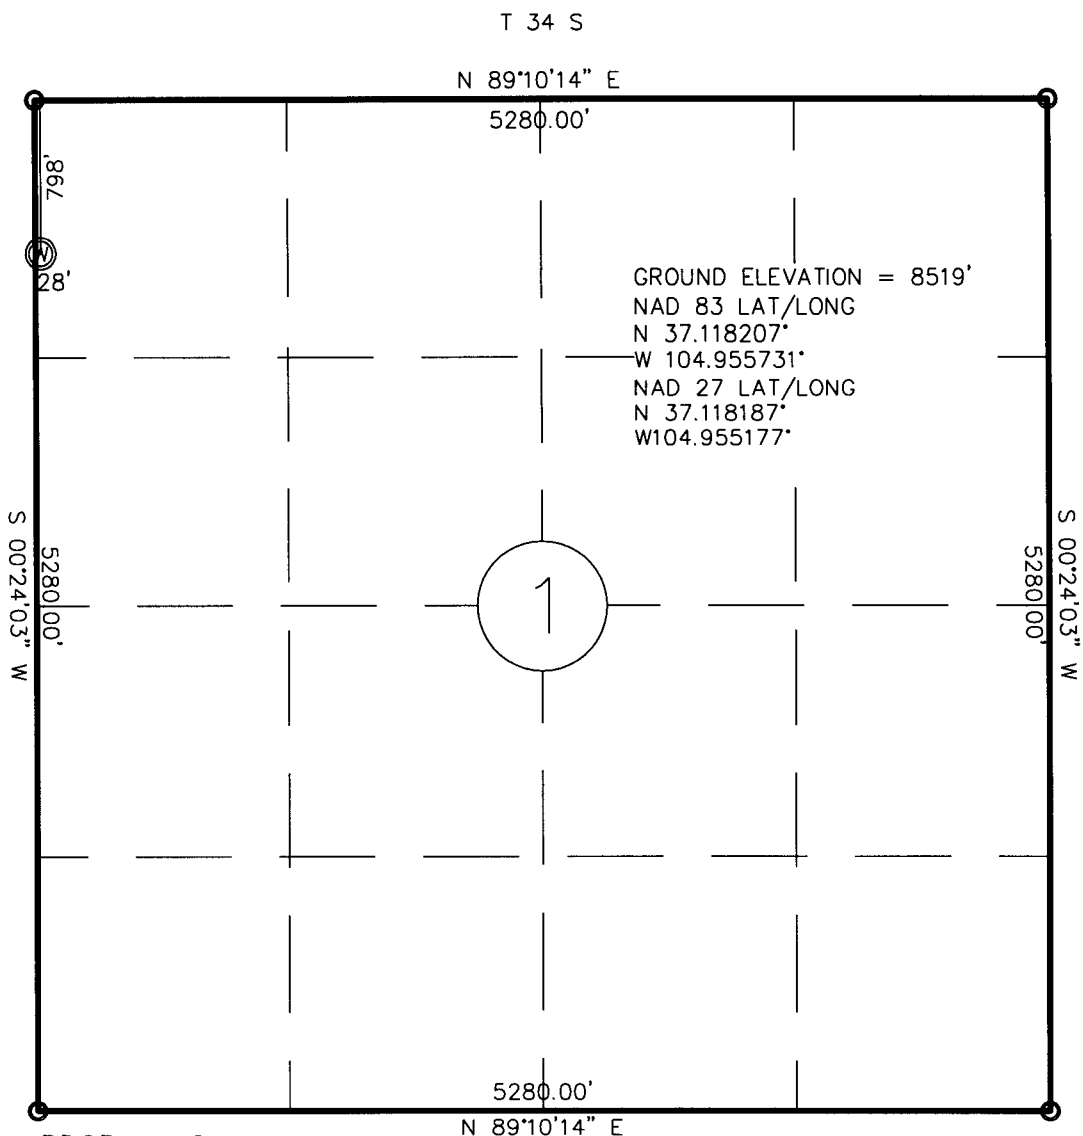 T 34 S
N 89°10'14" E
5280.00'
798'
W
28'
GROUND ELEVATION = 8519'
NAD 83 LAT/LONG
N 37.118207°
W 104.955731°
NAD 27 LAT/LONG
N 37.118187°
W104.955177°
S 00°24'03" W
5280.00'
1
5280.00'
S 00°24'03" W
5280.00'
N 89°10'14" E